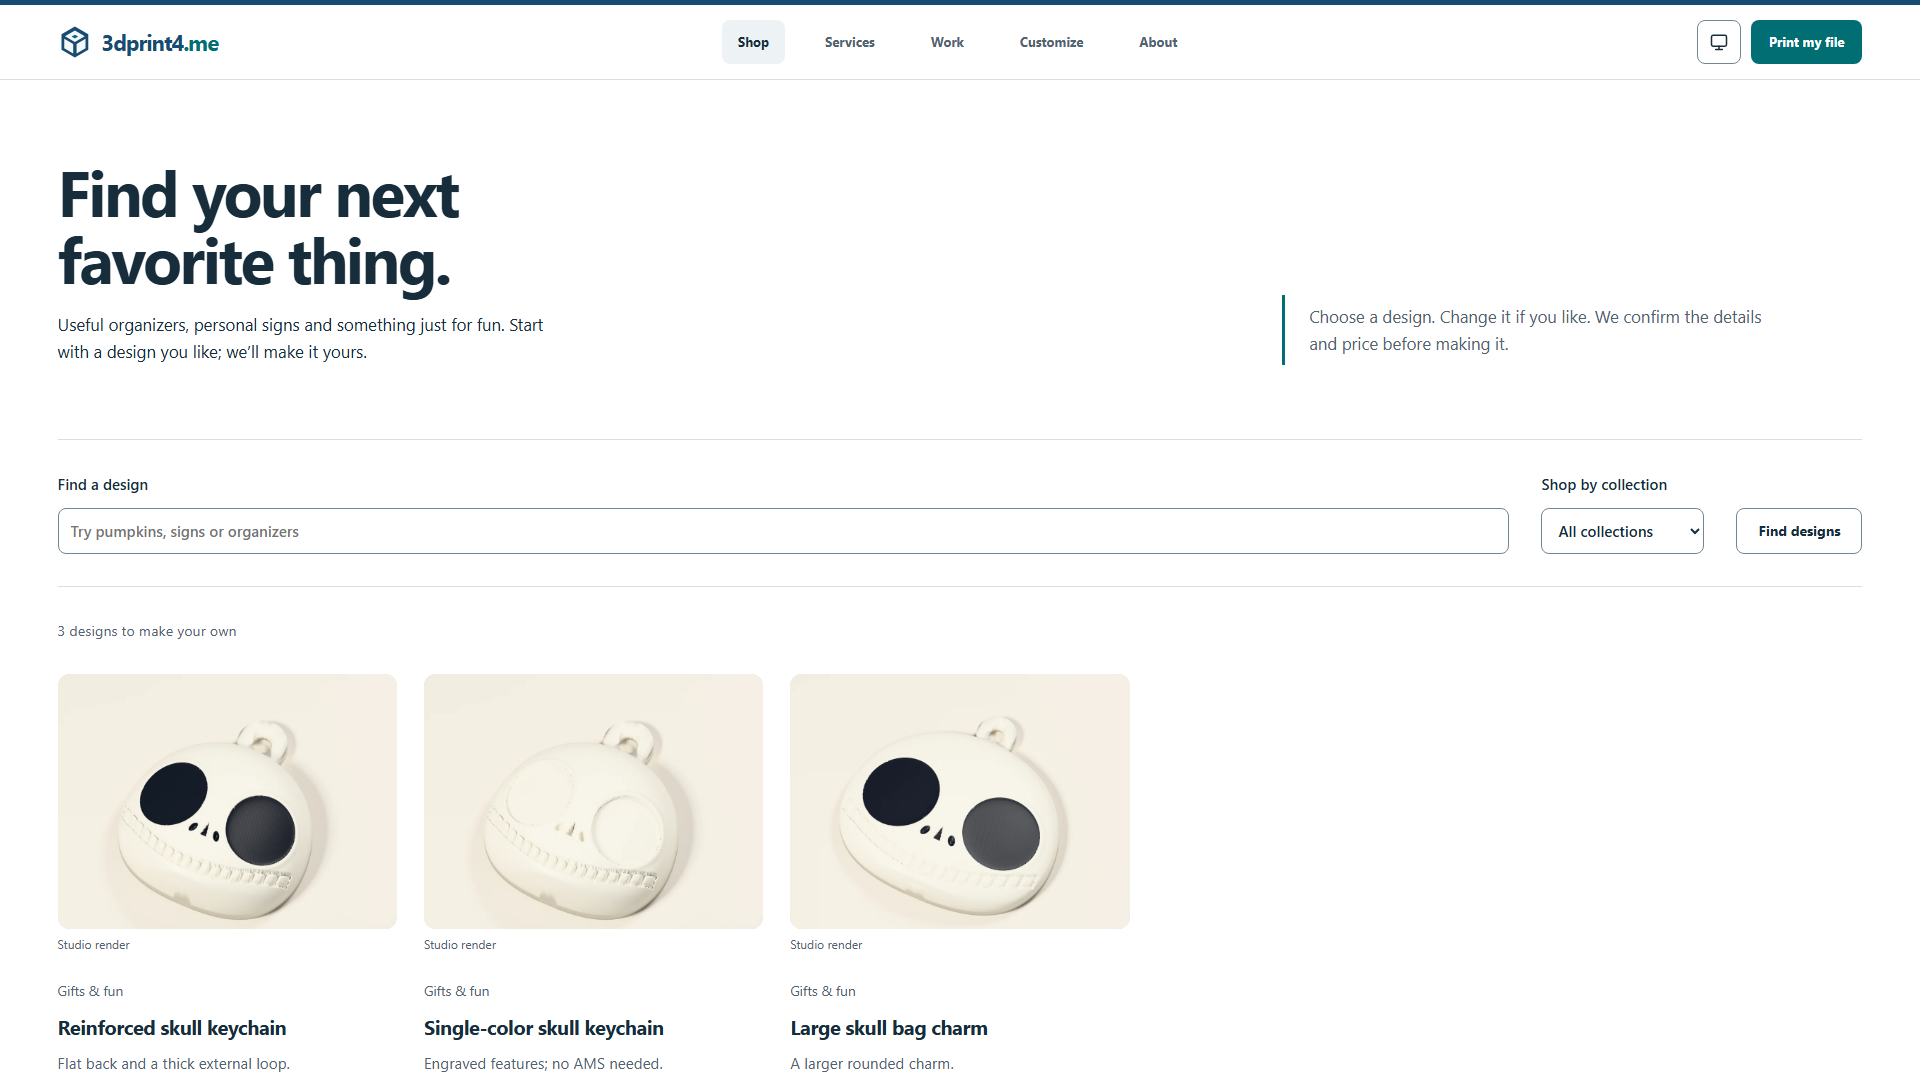 3dprint4.me
Shop
Services
Work
Customize
About
Print my file
Find your next
favorite thing.
Useful organizers, personal signs and something just for fun. Start
with a design you like; we’ll make it yours.
Choose a design. Change it if you like. We confirm the details
and price before making it.
Find a design
Try pumpkins, signs or organizers
Shop by collection
All collections
Find designs
3 designs to make your own
Studio render
Gifts & fun
Reinforced skull keychain
Flat back and a thick external loop.
Studio render
Gifts & fun
Single-color skull keychain
Engraved features; no AMS needed.
Studio render
Gifts & fun
Large skull bag charm
A larger rounded charm.